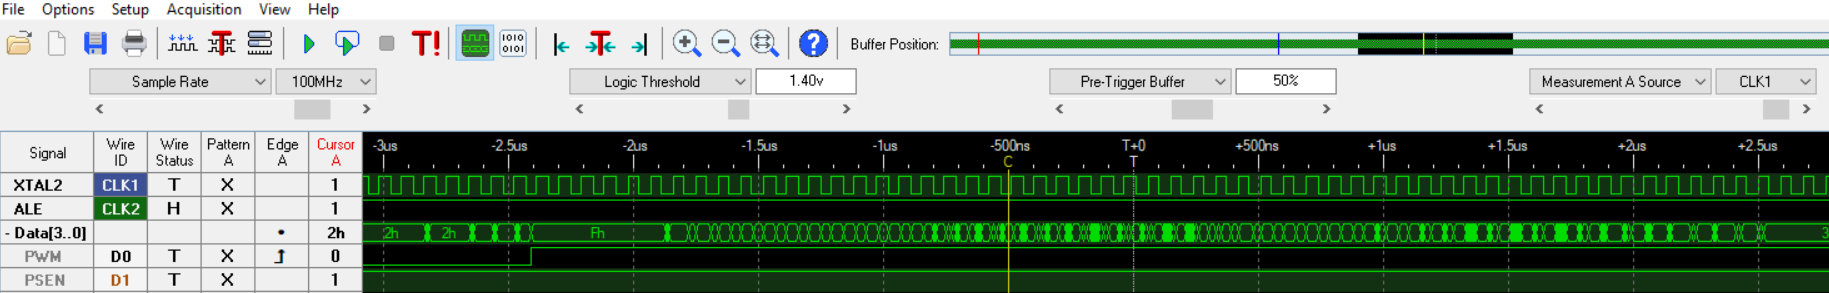 File Options Setup Acquisition View Help
T! 1010 0101 T ? Buffer Position:
Sample Rate 100MHz Logic Threshold 1.40v Pre-Trigger Buffer 50% Measurement A Source CLK1
Signal Wire ID Wire Status Pattern A Edge A Cursor A -3us -2.5us -2us -1.5us -1us -500ns T+0 +500ns +1us +1.5us +2us +2.5us
C T
XTAL2 CLK1 T X 1
ALE CLK2 H X 1
- Data[3..0] 2h 2h 2h Fh 3
PWM D0 T X 0
PSEN D1 T X 1